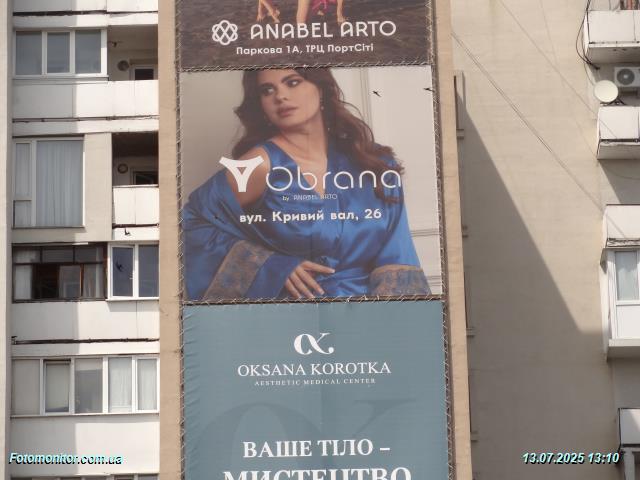 ANABEL ARTO
Паркова 1А, ТРЦ ПортСіті
Obrana
by ANABEL ARTO
вул. Кривий вал, 26
OKSANA KOROTKA
AESTHETIC MEDICAL CENTER
ВАШЕ ТІЛО –
МИСТЕЦТВО
Fotomonitor.com.ua
13.07.2025 13:10